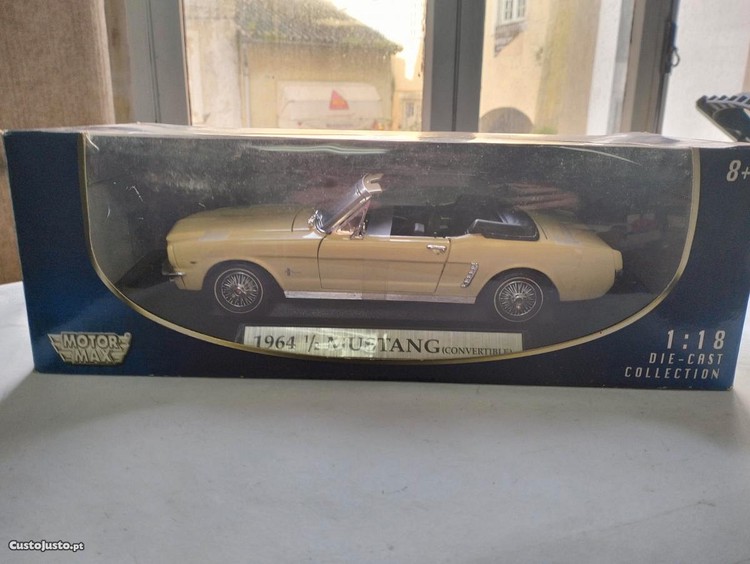 8+
1964 ½ MUSTANG (CONVERTIBLE)
MOTOR MAX
1:18
DIE-CAST
COLLECTION
CustoJusto.pt